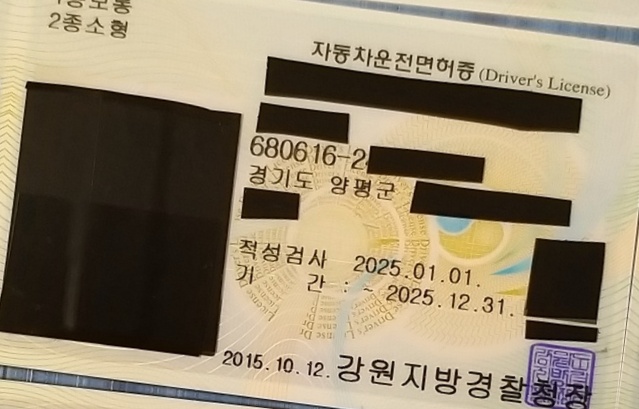 2종소형
자동차운전면허증 (Driver's License)
680616-2
경기도 양평군
적성검사 2025.01.01.
기 간 : ~ 2025.12.31.
2015.10.12. 강원지방경찰청장